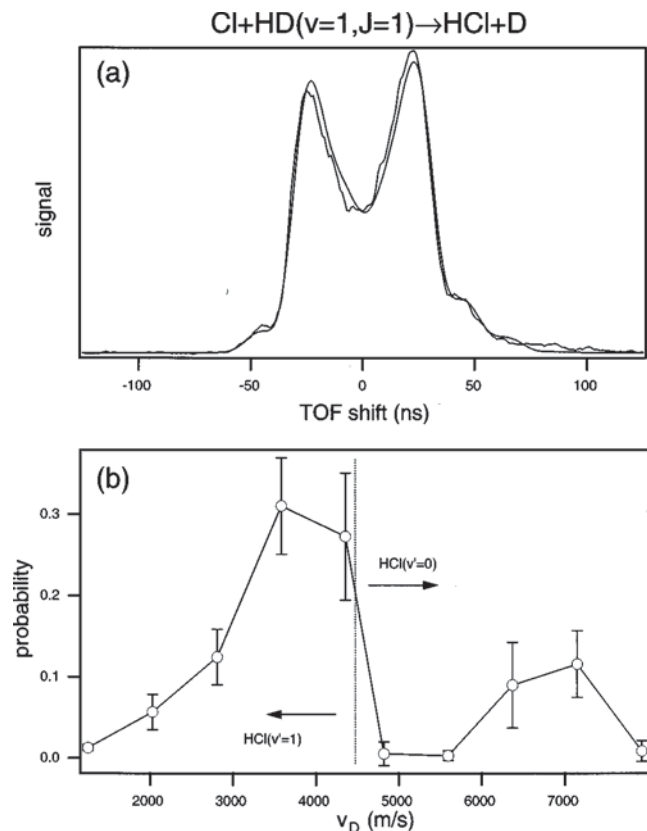 Cl+HD(v=1,J=1)→HCl+D
(a)
signal
-100 -50 0 50 100
TOF shift (ns)
(b)
0.3
HCl(v'=0)
0.2
probability
0.1
HCl(v'=1)
0.0
2000 3000 4000 5000 6000 7000
v_D (m/s)